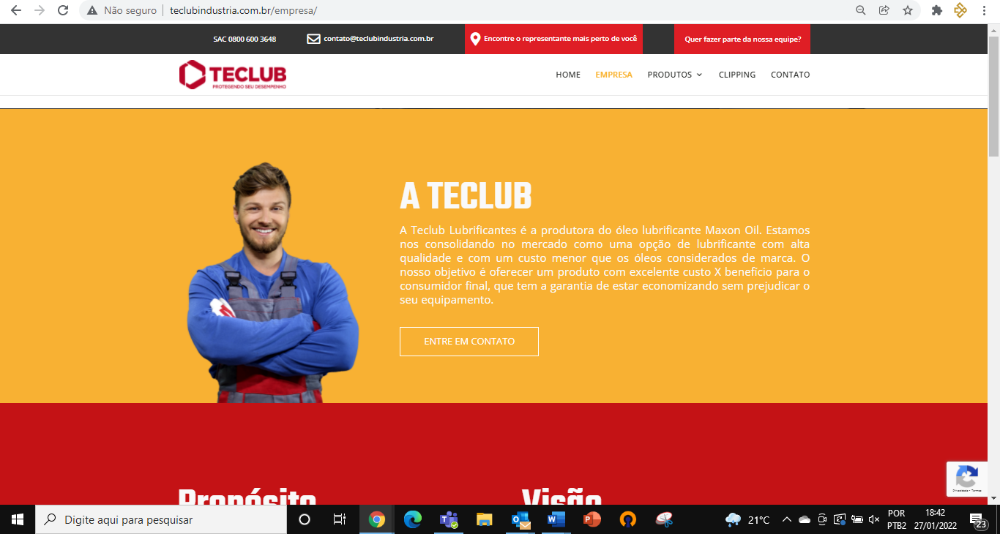 Não seguro
teclubindustria.com.br/empresa/
SAC 0800 600 3648
contato@teclubindustria.com.br
Encontre o representante mais perto de você
Quer fazer parte da nossa equipe?
TECLUB
PROTEGENDO SEU DESEMPENHO
HOME
EMPRESA
PRODUTOS
CLIPPING
CONTATO
A TECLUB
A Teclub Lubrificantes é a produtora do óleo lubrificante Maxon Oil. Estamos
nos consolidando no mercado como uma opção de lubrificante com alta
qualidade e com um custo menor que os óleos considerados de marca. O
nosso objetivo é oferecer um produto com excelente custo X benefício para o
consumidor final, que tem a garantia de estar economizando sem prejudicar o
seu equipamento.
ENTRE EM CONTATO
Propósito
Visão
Privacidade - Termos
Digite aqui para pesquisar
21°C
POR
PTB2
18:42
27/01/2022
23